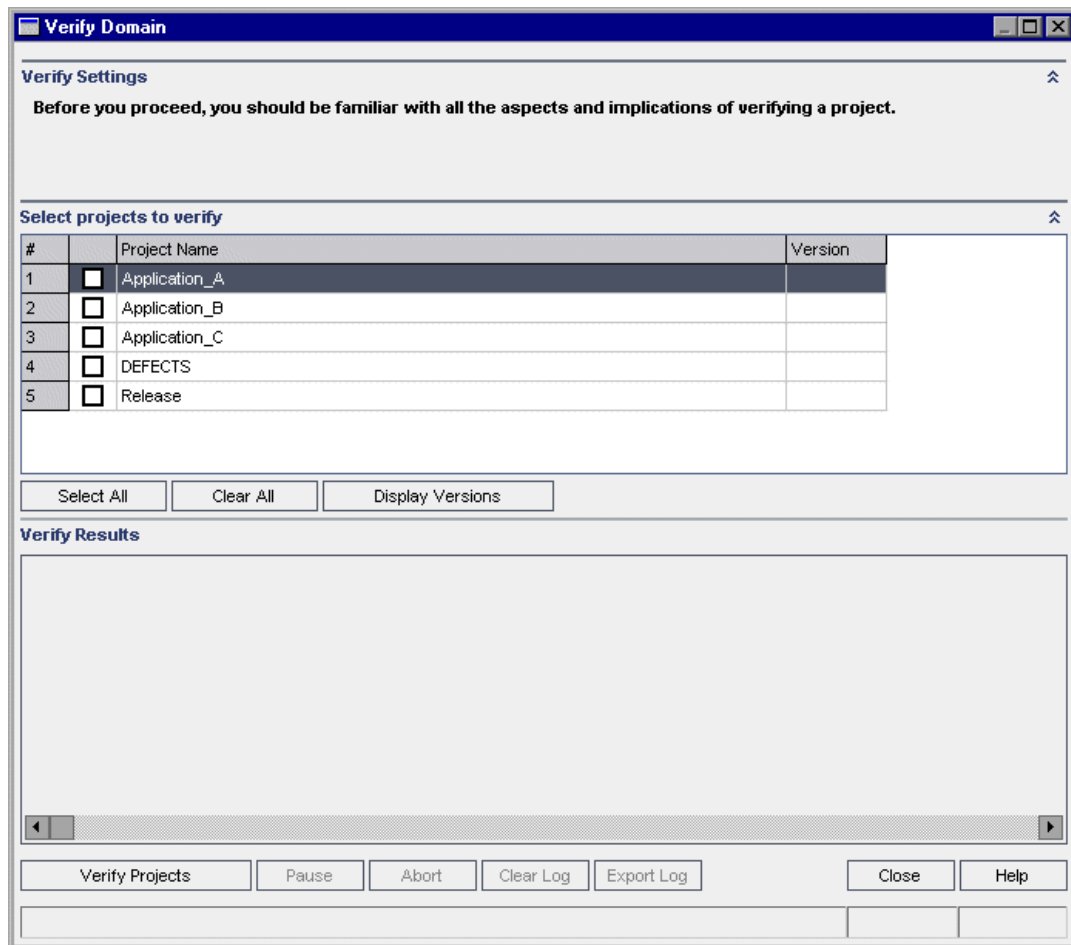 Verify Domain
Verify Settings
Before you proceed, you should be familiar with all the aspects and implications of verifying a project.
Select projects to verify
# Project Name Version
1 Application_A
2 Application_B
3 Application_C
4 DEFECTS
5 Release
Select All Clear All Display Versions
Verify Results
Verify Projects Pause Abort Clear Log Export Log Close Help